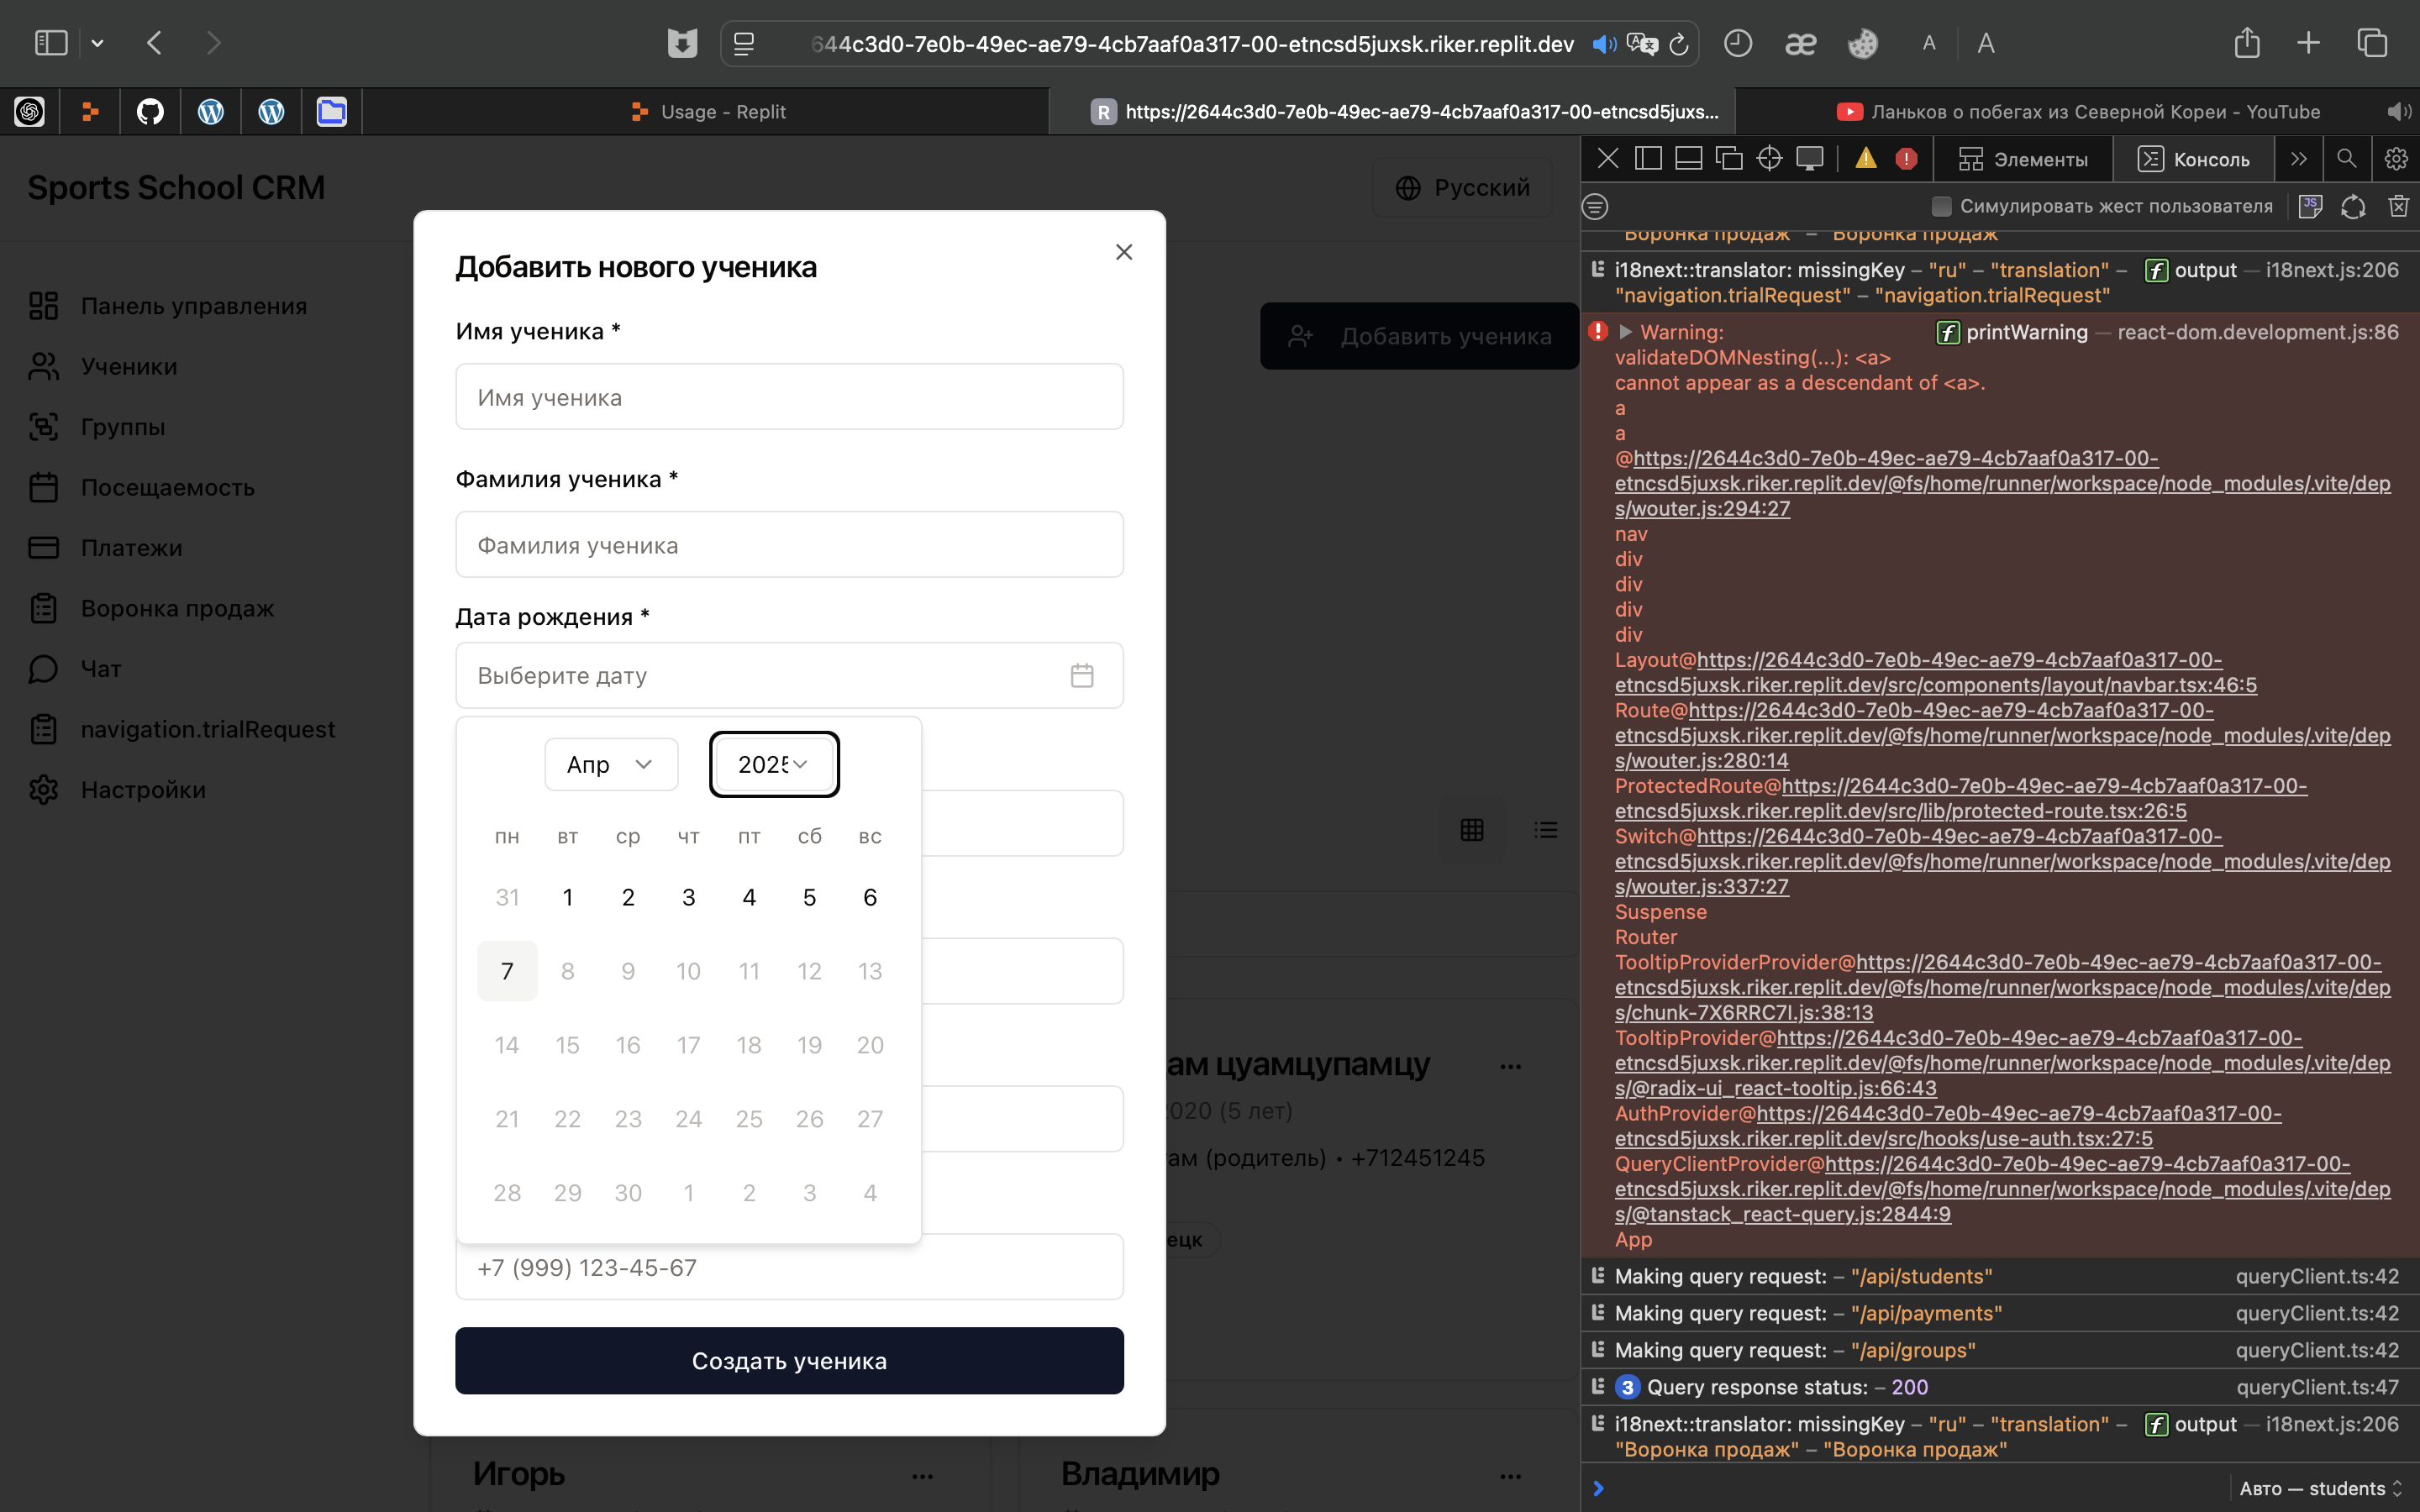 644c3d0-7e0b-49ec-ae79-4cb7aaf0a317-00-etncsd5juxsk.riker.replit.dev
æ
A
A
Usage - Replit
R
https://2644c3d0-7e0b-49ec-ae79-4cb7aaf0a317-00-etncsd5juxs...
Ланьков о побегах из Северной Кореи - YouTube
Sports School CRM
Русский
Панель управления
Ученики
Группы
Посещаемость
Платежи
Воронка продаж
Чат
navigation.trialRequest
Настройки
Добавить ученика
Добавить нового ученика
Имя ученика *
Имя ученика
Фамилия ученика *
Фамилия ученика
Дата рождения *
Выберите дату
Апр
2025
пн вт ср чт пт сб вс
31 1 2 3 4 5 6
7 8 9 10 11 12 13
14 15 16 17 18 19 20
21 22 23 24 25 26 27
28 29 30 1 2 3 4
+7 (999) 123-45-67
Создать ученика
ам цуамцупамцу
2020 (5 лет)
ам (родитель) • +712451245
ецк
Игорь
Владимир
Элементы
Консоль
Симулировать жест пользователя
JS
"Воронка продаж" – "Воронка продаж"
i18next::translator: missingKey – "ru" – "translation" – f output — i18next.js:206
"navigation.trialRequest" – "navigation.trialRequest"
Warning: f printWarning — react-dom.development.js:86
validateDOMNesting(...): <a>
cannot appear as a descendant of <a>.
a
a
@https://2644c3d0-7e0b-49ec-ae79-4cb7aaf0a317-00-
etncsd5juxsk.riker.replit.dev/@fs/home/runner/workspace/node_modules/.vite/dep
s/wouter.js:294:27
nav
div
div
div
div
Layout@https://2644c3d0-7e0b-49ec-ae79-4cb7aaf0a317-00-
etncsd5juxsk.riker.replit.dev/src/components/layout/navbar.tsx:46:5
Route@https://2644c3d0-7e0b-49ec-ae79-4cb7aaf0a317-00-
etncsd5juxsk.riker.replit.dev/@fs/home/runner/workspace/node_modules/.vite/dep
s/wouter.js:280:14
ProtectedRoute@https://2644c3d0-7e0b-49ec-ae79-4cb7aaf0a317-00-
etncsd5juxsk.riker.replit.dev/src/lib/protected-route.tsx:26:5
Switch@https://2644c3d0-7e0b-49ec-ae79-4cb7aaf0a317-00-
etncsd5juxsk.riker.replit.dev/@fs/home/runner/workspace/node_modules/.vite/dep
s/wouter.js:337:27
Suspense
Router
TooltipProviderProvider@https://2644c3d0-7e0b-49ec-ae79-4cb7aaf0a317-00-
etncsd5juxsk.riker.replit.dev/@fs/home/runner/workspace/node_modules/.vite/dep
s/chunk-7X6RRC7I.js:38:13
TooltipProvider@https://2644c3d0-7e0b-49ec-ae79-4cb7aaf0a317-00-
etncsd5juxsk.riker.replit.dev/@fs/home/runner/workspace/node_modules/.vite/dep
s/@radix-ui_react-tooltip.js:66:43
AuthProvider@https://2644c3d0-7e0b-49ec-ae79-4cb7aaf0a317-00-
etncsd5juxsk.riker.replit.dev/src/hooks/use-auth.tsx:27:5
QueryClientProvider@https://2644c3d0-7e0b-49ec-ae79-4cb7aaf0a317-00-
etncsd5juxsk.riker.replit.dev/@fs/home/runner/workspace/node_modules/.vite/dep
s/@tanstack_react-query.js:2844:9
App
Making query request: – "/api/students" queryClient.ts:42
Making query request: – "/api/payments" queryClient.ts:42
Making query request: – "/api/groups" queryClient.ts:42
3 Query response status: – 200 queryClient.ts:47
i18next::translator: missingKey – "ru" – "translation" – f output — i18next.js:206
"Воронка продаж" – "Воронка продаж"
Авто — students